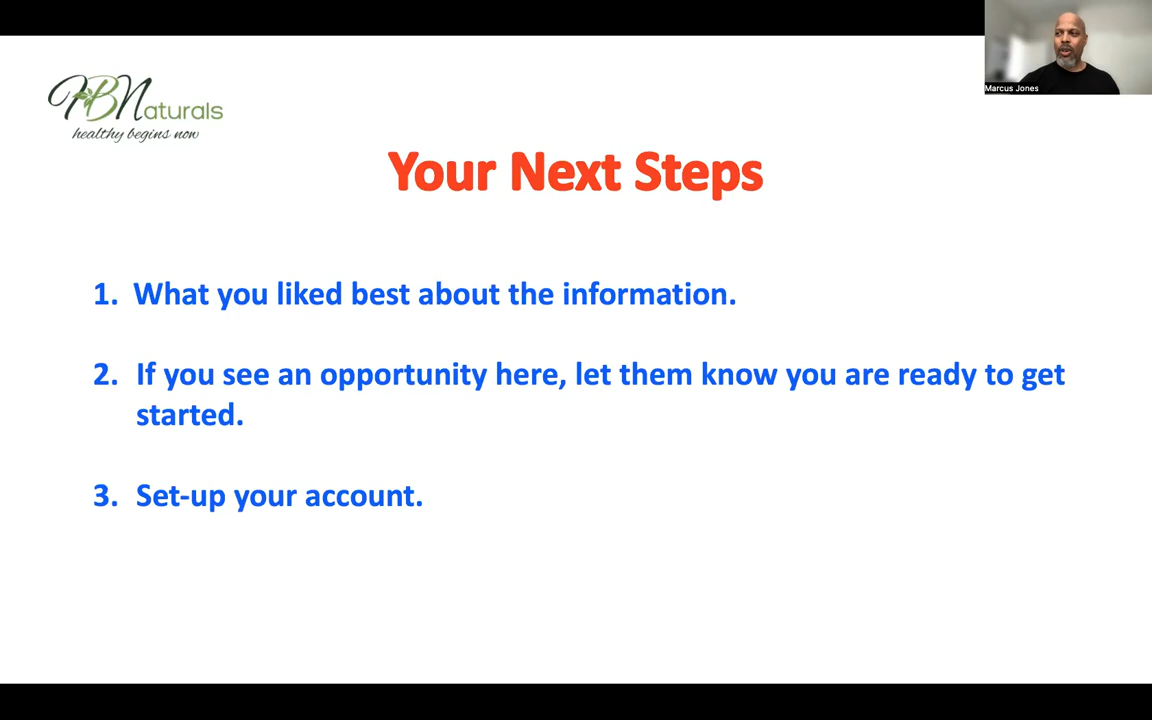 HBNaturals
healthy begins now
Marcus Jones
Your Next Steps
1. What you liked best about the information.
2. If you see an opportunity here, let them know you are ready to get
started.
3. Set-up your account.